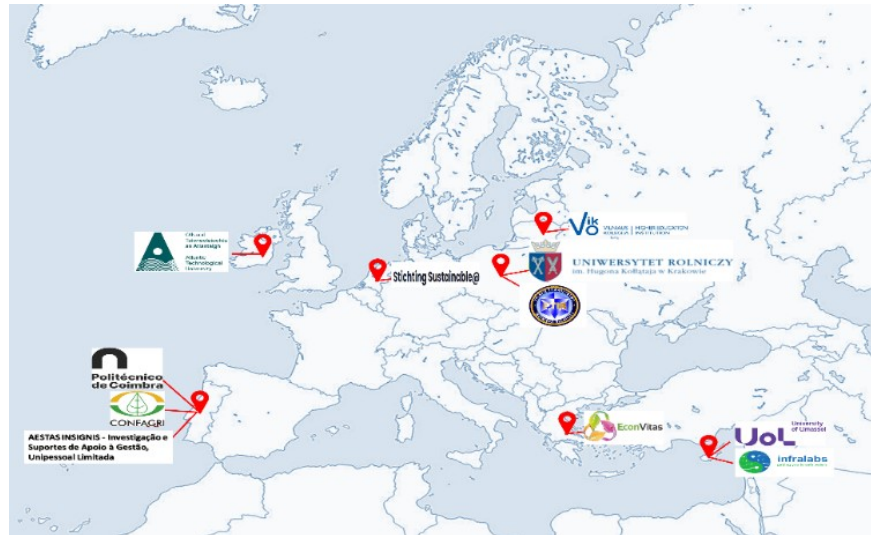 Atlantic
Technological
University
Stichting Sustainable@
Vik
O
VILNIAUS
KOLEGIJA
HIGHER EDUCATION
INSTITUTION
UNIWERSYTET ROLNICZY
im. Hugona Kołłątaja w Krakowie
Politécnico
de Coimbra
CONFAGRI
AESTAS INSIGNIS - Investigação e
Suportes de Apoio à Gestão,
Unipessoal Limitada
EconVitas
UoL
University
of Limassol
infralabs